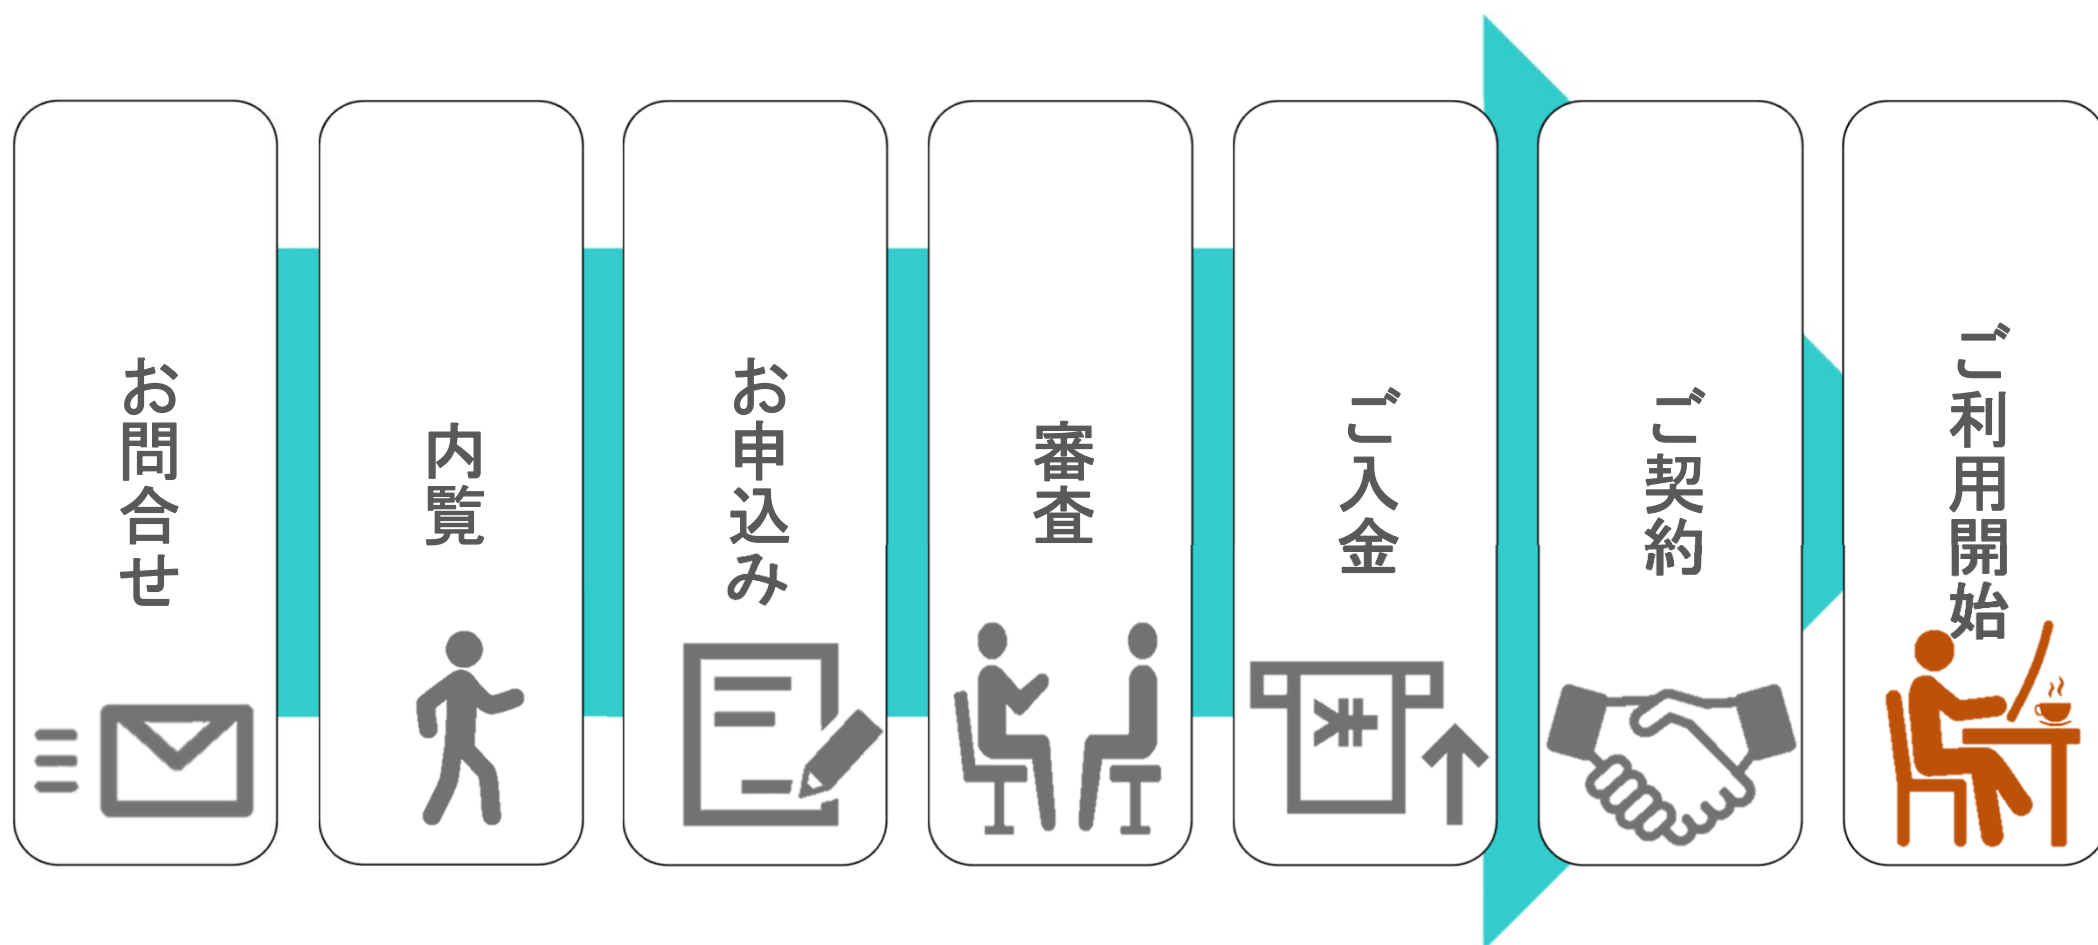 お問合せ
内覧
お申込み
審査
ご入金
ご契約
ご利用開始